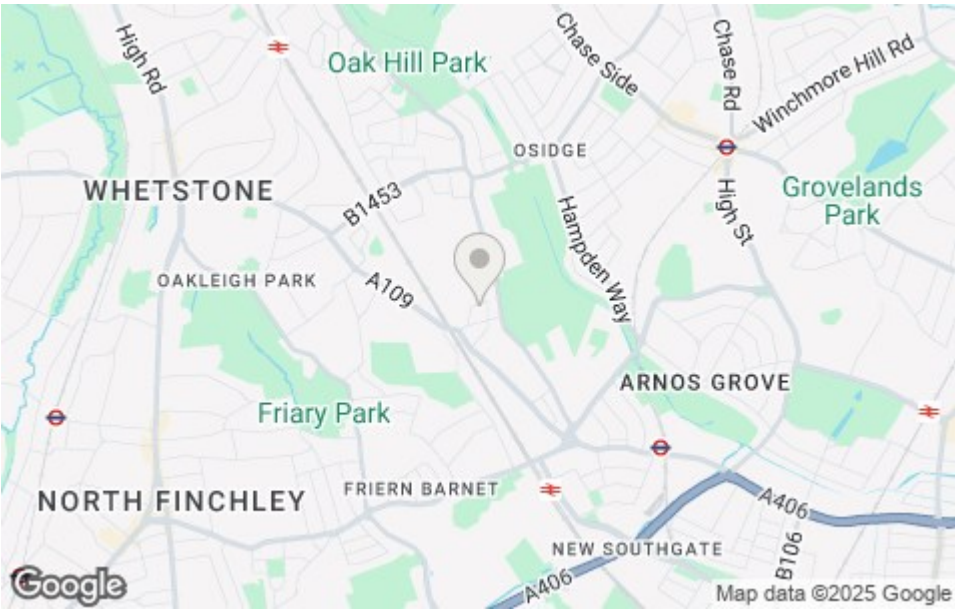 High Rd
Oak Hill Park
Chase Side
Chase Rd
Winchmore Hill Rd
OSIDGE
WHETSTONE
B1453
Hampden Way
High St
Grovelands
Park
OAKLEIGH PARK
A109
ARNOS GROVE
Friary Park
FRIERN BARNET
NORTH FINCHLEY
A406
NEW SOUTHGATE
A406
B106
Google
Map data ©2025 Google